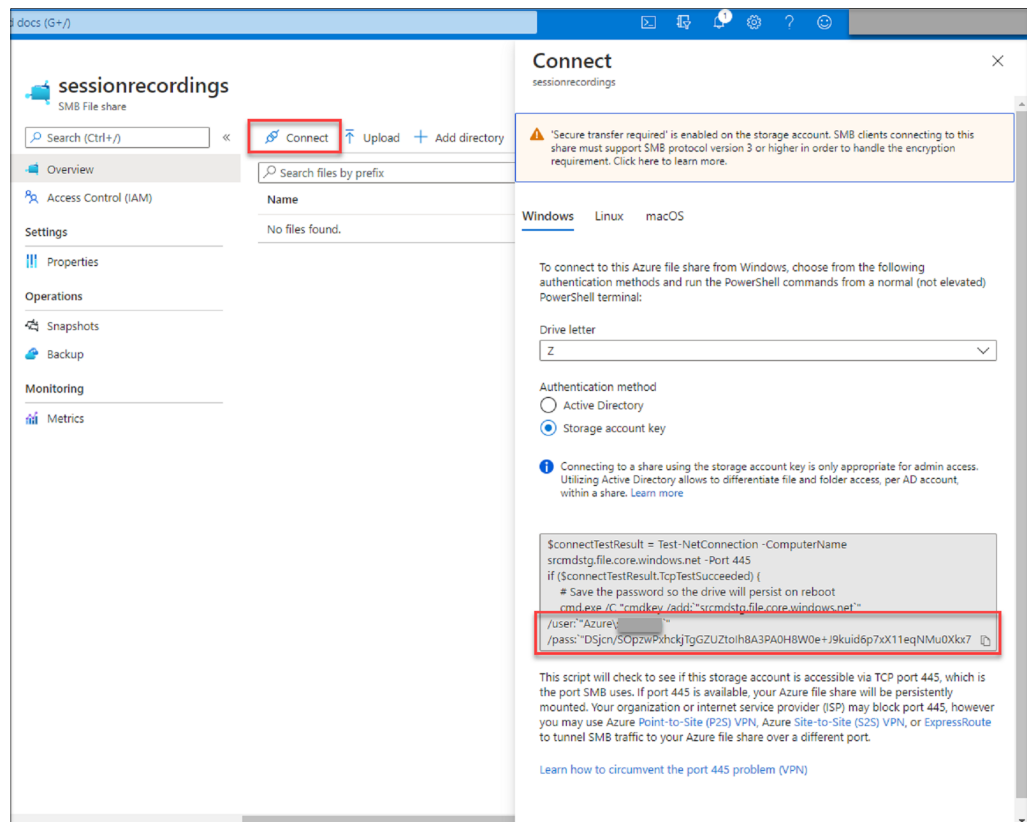 d docs (G+/)
1
sessionrecordings
SMB File share
Search (Ctrl+/)
«
Overview
Access Control (IAM)
Settings
Properties
Operations
Snapshots
Backup
Monitoring
Metrics
Connect
Upload
Add directory
Search files by prefix
Name
No files found.
Connect
sessionrecordings
'Secure transfer required' is enabled on the storage account. SMB clients connecting to this
share must support SMB protocol version 3 or higher in order to handle the encryption
requirement. Click here to learn more.
Windows Linux macOS
To connect to this Azure file share from Windows, choose from the following
authentication methods and run the PowerShell commands from a normal (not elevated)
PowerShell terminal:
Drive letter
Z
Authentication method
Active Directory
Storage account key
Connecting to a share using the storage account key is only appropriate for admin access.
Utilizing Active Directory allows to differentiate file and folder access, per AD account,
within a share. Learn more
$connectTestResult = Test-NetConnection -ComputerName
srcmdstg.file.core.windows.net -Port 445
if ($connectTestResult.TcpTestSucceeded) {
# Save the password so the drive will persist on reboot
cmd.exe /C "cmdkey /add:`"srcmdstg.file.core.windows.net`"
/user:`"Azure\s`"
/pass:`"DSjcn/SOpzwPxhckjTgGZUZtoIh8A3PA0H8W0e+J9kuid6p7xX11eqNMu0Xkx7
This script will check to see if this storage account is accessible via TCP port 445, which is
the port SMB uses. If port 445 is available, your Azure file share will be persistently
mounted. Your organization or internet service provider (ISP) may block port 445, however
you may use Azure Point-to-Site (P2S) VPN, Azure Site-to-Site (S2S) VPN, or ExpressRoute
to tunnel SMB traffic to your Azure file share over a different port.
Learn how to circumvent the port 445 problem (VPN)